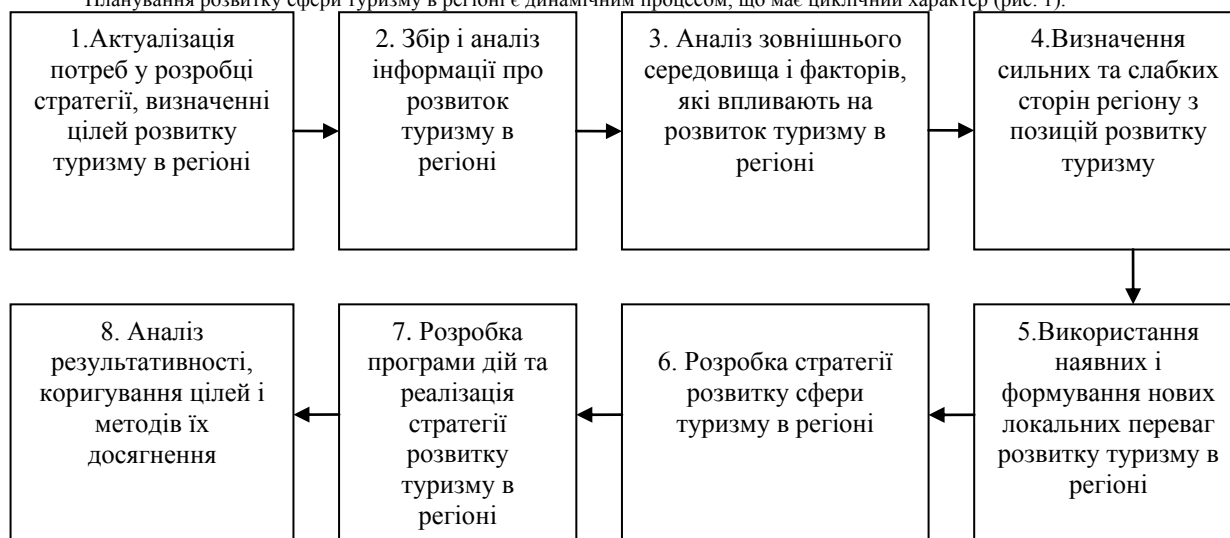 Планування розвитку сфери туризму в регіоні є динамічним процесом, що має циклічний характер (рис. 1).
1.Актуалізація
потреб у розробці
стратегії, визначенні
цілей розвитку
туризму в регіоні
2. Збір і аналіз
інформації про
розвиток
туризму в
регіоні
3. Аналіз зовнішнього
середовища і факторів,
які впливають на
розвиток туризму в
регіоні
4.Визначення
сильних та слабких
сторін регіону з
позицій розвитку
туризму
5.Використання
наявних і
формування нових
локальних переваг
розвитку туризму в
регіоні
6. Розробка стратегії
розвитку сфери
туризму в регіоні
7. Розробка
програми дій та
реалізація
стратегії
розвитку
туризму в
регіоні
8. Аналіз
результативності,
коригування цілей і
методів їх
досягнення